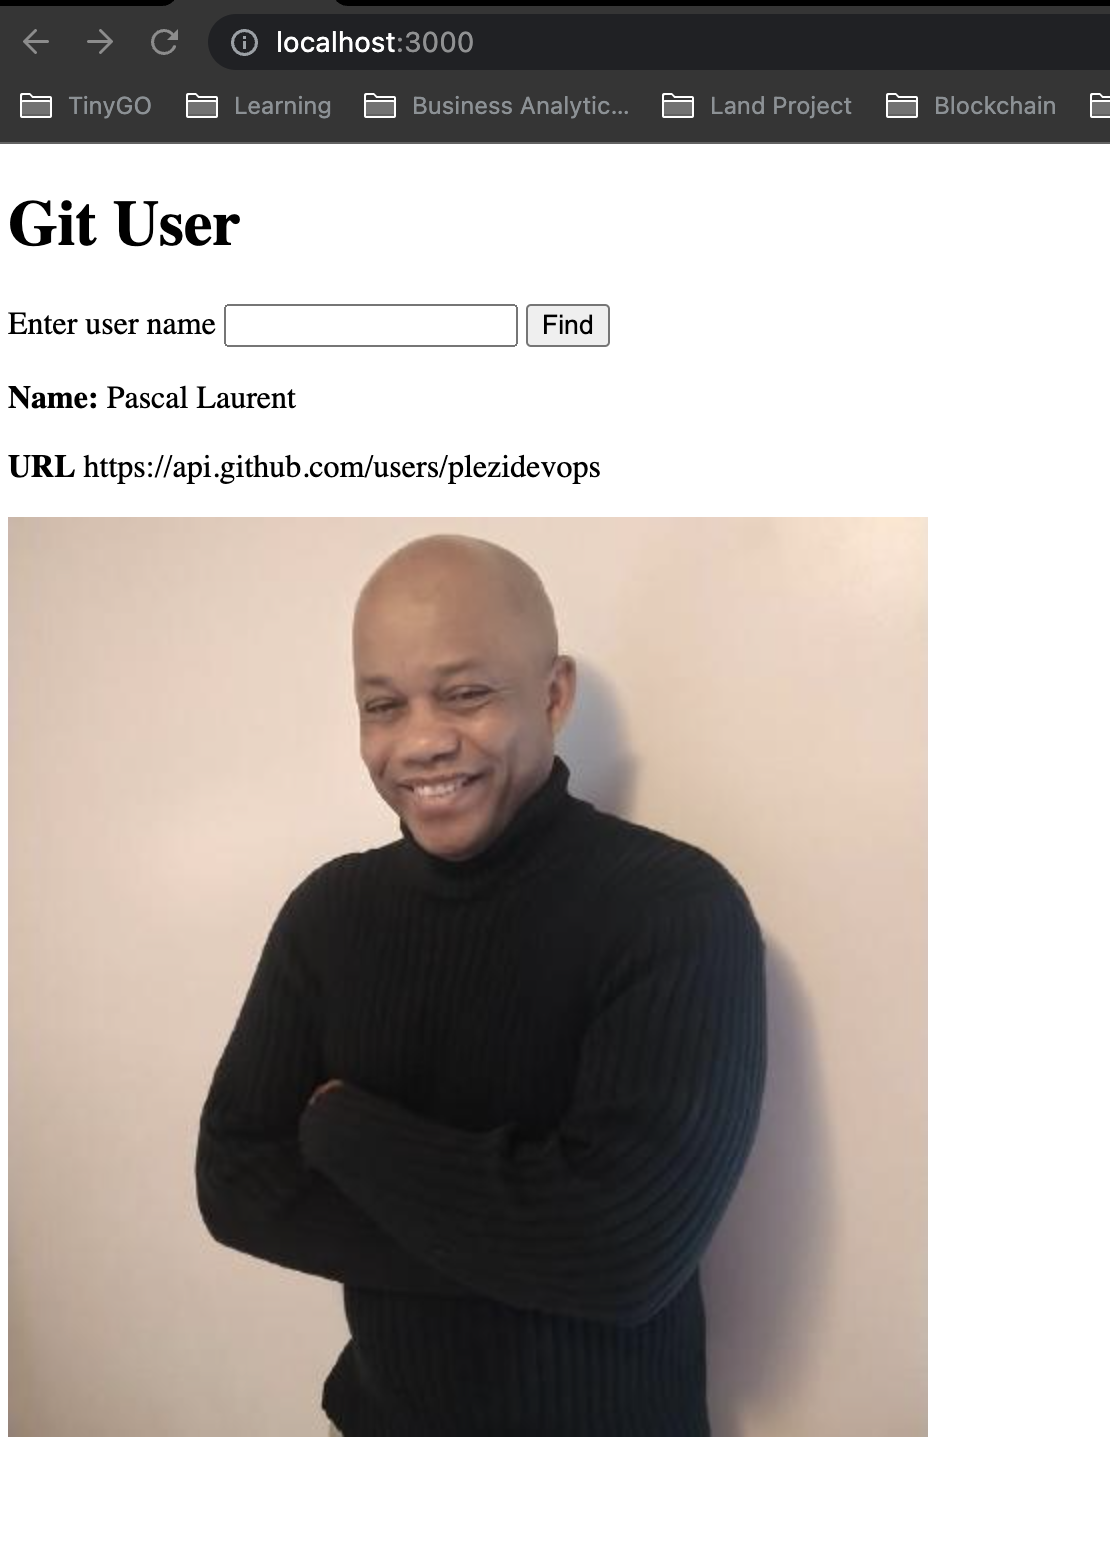 localhost:3000
TinyGO Learning Business Analytic... Land Project Blockchain
Git User
Enter user name Find
Name: Pascal Laurent
URL https://api.github.com/users/plezidevops